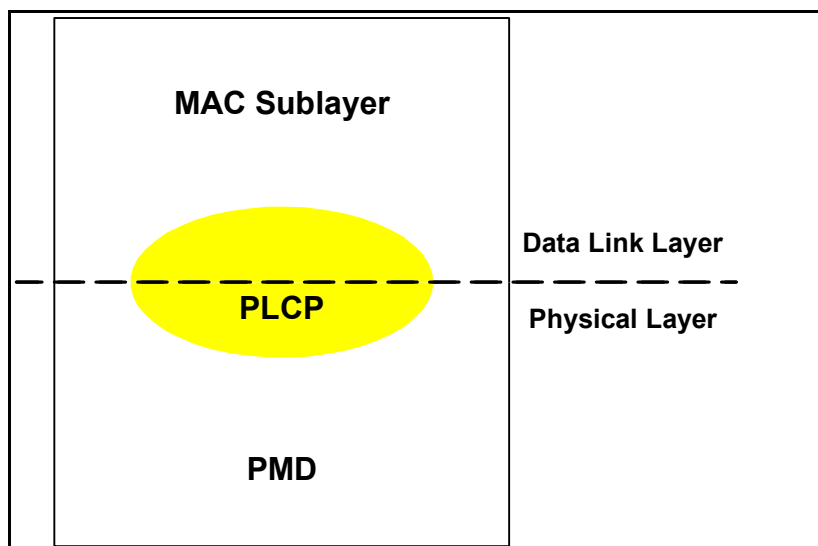 MAC Sublayer
Data Link Layer
PLCP
Physical Layer
PMD